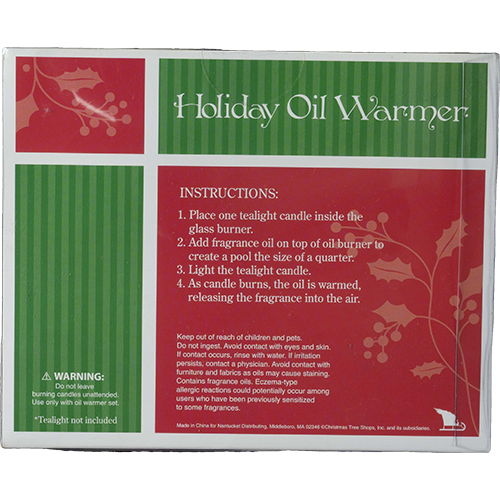 Holiday Oil Warmer
INSTRUCTIONS:
1. Place one tealight candle inside the
glass burner.
2. Add fragrance oil on top of oil burner to
create a pool the size of a quarter.
3. Light the tealight candle.
4. As candle burns, the oil is warmed,
releasing the fragrance into the air.
Keep out of reach of children and pets.
Do not ingest. Avoid contact with eyes and skin.
If contact occurs, rinse with water. If irritation
persists, contact a physician. Avoid contact with
furniture and fabrics as oils may cause staining.
Contains fragrance oils. Eczema-type
allergic reactions could potentially occur among
users who have been previously sensitized
to some fragrances.
Made in China for Nantucket Distributing, Middleboro, MA 02346 ©Christmas Tree Shops, Inc. and its subsidiaries.
⚠ WARNING:
Do not leave
burning candles unattended.
Use only with oil warmer set.
*Tealight not included